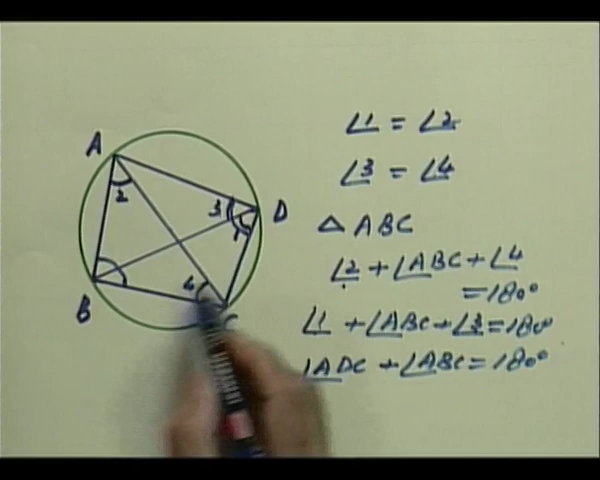 A
2
3
D
1
B
4
C
∠1 = ∠2
∠3 = ∠4
△ ABC
∠2 + ∠ABC + ∠4
= 180°
∠1 + ∠ABC + ∠3 = 180°
∠ADC + ∠ABC = 180°